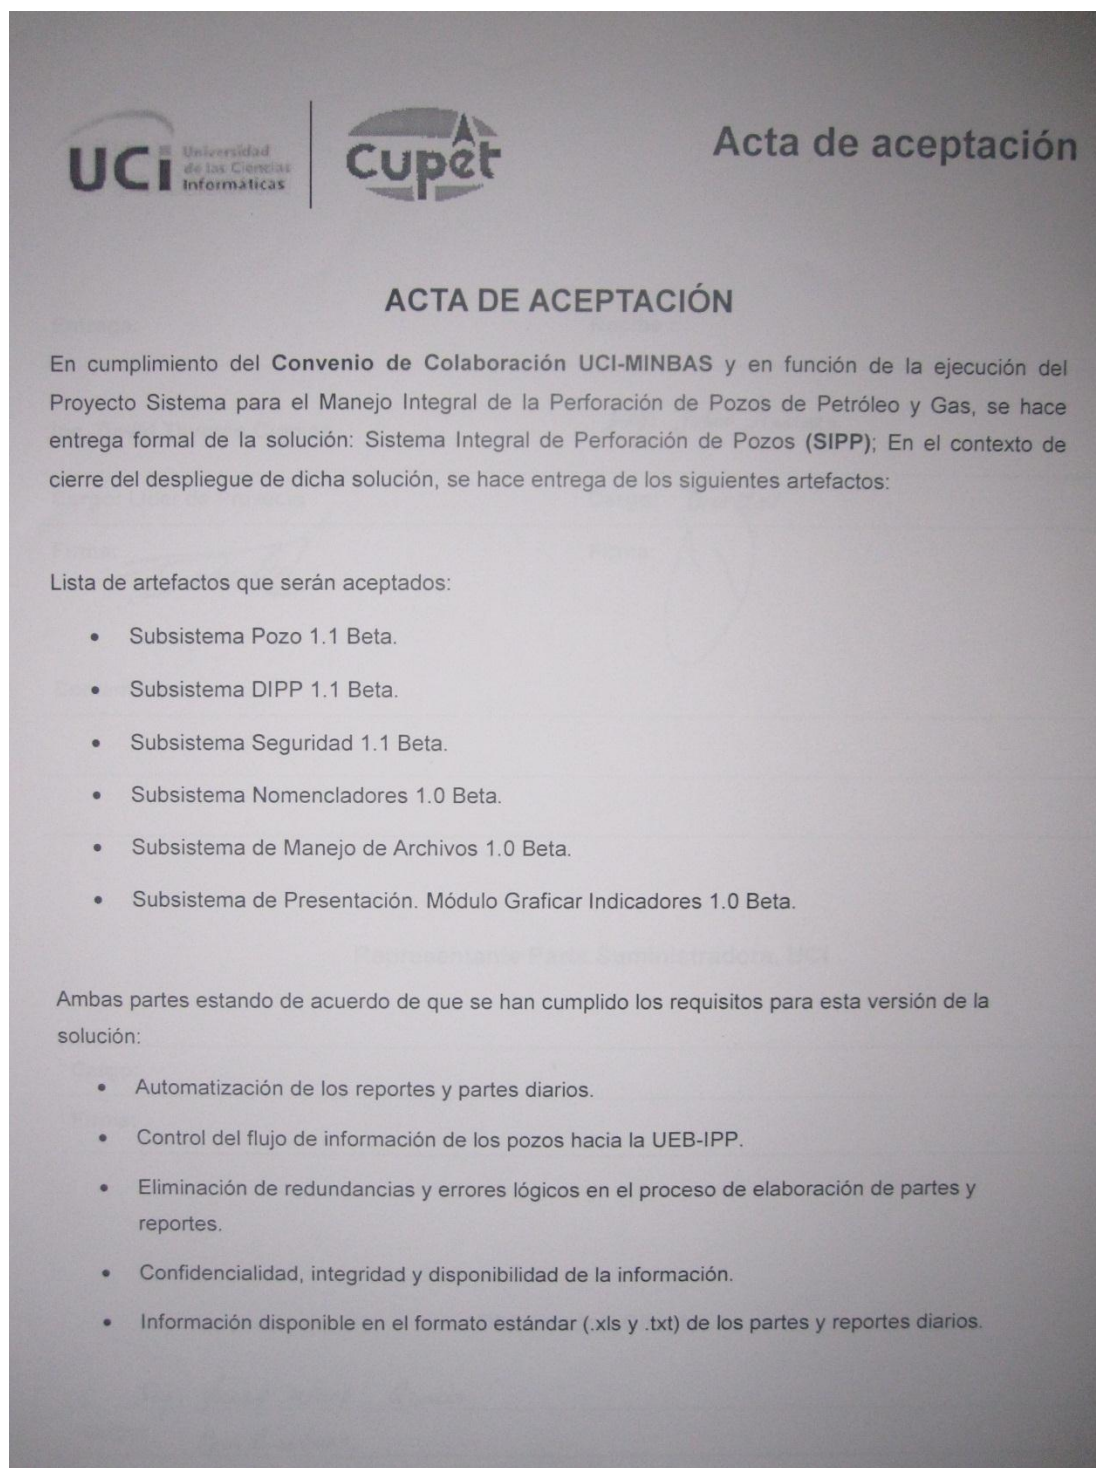 UCi Universidad
de las Ciencias
Informáticas
Cupet
Acta de aceptación
ACTA DE ACEPTACIÓN
En cumplimiento del Convenio de Colaboración UCI-MINBAS y en función de la ejecución del
Proyecto Sistema para el Manejo Integral de la Perforación de Pozos de Petróleo y Gas, se hace
entrega formal de la solución: Sistema Integral de Perforación de Pozos (SIPP); En el contexto de
cierre del despliegue de dicha solución, se hace entrega de los siguientes artefactos:
Lista de artefactos que serán aceptados:
• Subsistema Pozo 1.1 Beta.
• Subsistema DIPP 1.1 Beta.
• Subsistema Seguridad 1.1 Beta.
• Subsistema Nomencladores 1.0 Beta.
• Subsistema de Manejo de Archivos 1.0 Beta.
• Subsistema de Presentación. Módulo Graficar Indicadores 1.0 Beta.
Representante Parte Suministradora, UCI
Ambas partes estando de acuerdo de que se han cumplido los requisitos para esta versión de la
solución:
• Automatización de los reportes y partes diarios.
• Control del flujo de información de los pozos hacia la UEB-IPP.
• Eliminación de redundancias y errores lógicos en el proceso de elaboración de partes y
reportes.
• Confidencialidad, integridad y disponibilidad de la información.
• Información disponible en el formato estándar (.xls y .txt) de los partes y reportes diarios.